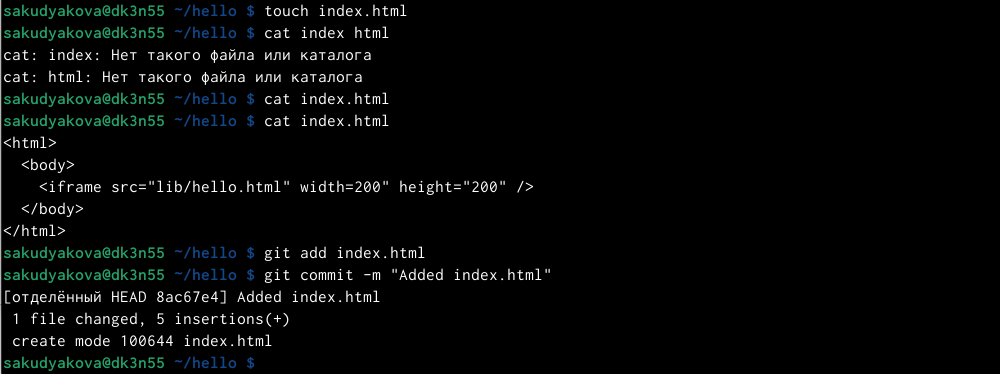 sakudyakova@dk3n55 ~/hello $ touch index.html
sakudyakova@dk3n55 ~/hello $ cat index html
cat: index: Нет такого файла или каталога
cat: html: Нет такого файла или каталога
sakudyakova@dk3n55 ~/hello $ cat index.html
sakudyakova@dk3n55 ~/hello $ cat index.html
<html>
  <body>
    <iframe src="lib/hello.html" width=200" height="200" />
  </body>
</html>
sakudyakova@dk3n55 ~/hello $ git add index.html
sakudyakova@dk3n55 ~/hello $ git commit -m "Added index.html"
[отделённый HEAD 8ac67e4] Added index.html
 1 file changed, 5 insertions(+)
 create mode 100644 index.html
sakudyakova@dk3n55 ~/hello $